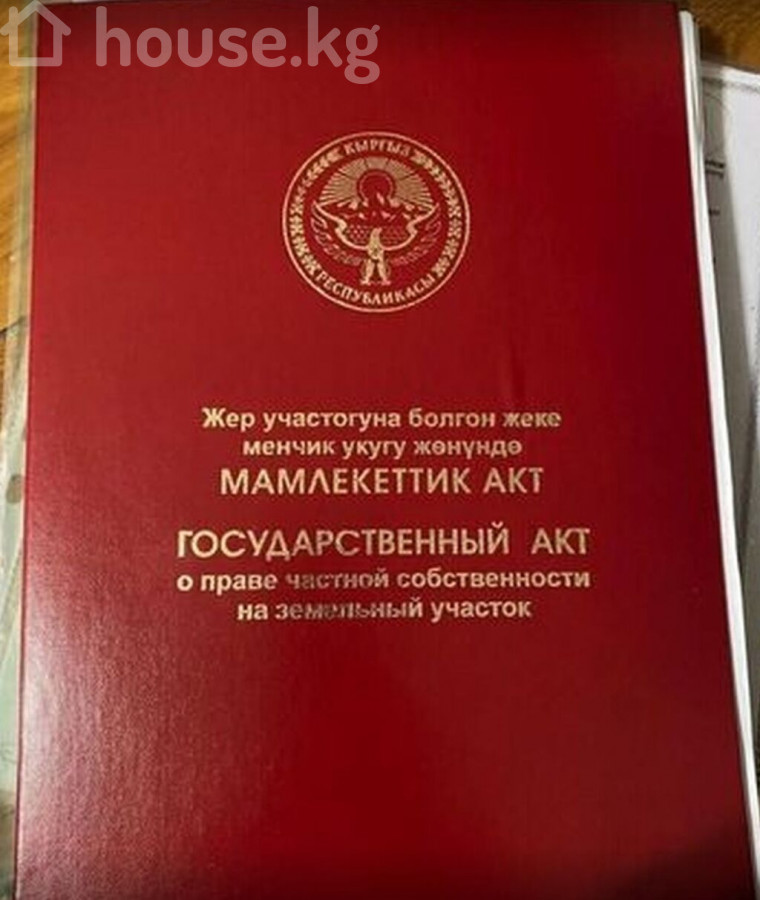 house.kg
КЫРГЫЗ
РЕСПУБЛИКАСЫ
Жер участогуна болгон жеке
менчик укугу жөнүндө
МАМЛЕКЕТТИК АКТ
ГОСУДАРСТВЕННЫЙ АКТ
о праве частной собственности
на земельный участок